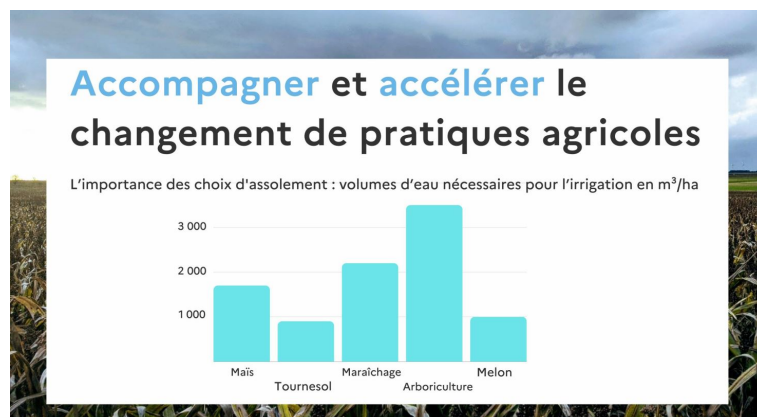 Accompagner et accélérer le
changement de pratiques agricoles
L’importance des choix d'assolement : volumes d’eau nécessaires pour l’irrigation en m³/ha
3 000
2 000
1 000
Maïs
Tournesol
Maraîchage
Arboriculture
Melon